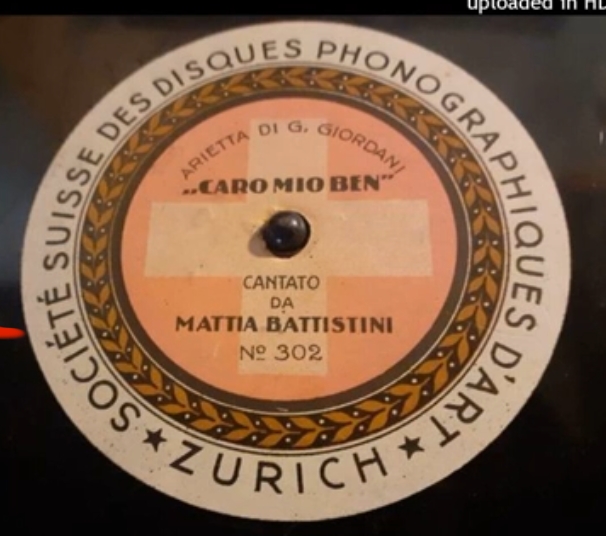 uploaded in HD
SOCIÉTÉ SUISSE DES DISQUES PHONOGRAPHIQUES D'ART
★ ZURICH ★
ARIETTA DI G. GIORDANI
„CARO MIO BEN”
CANTATO
DA
MATTIA BATTISTINI
Nº 302